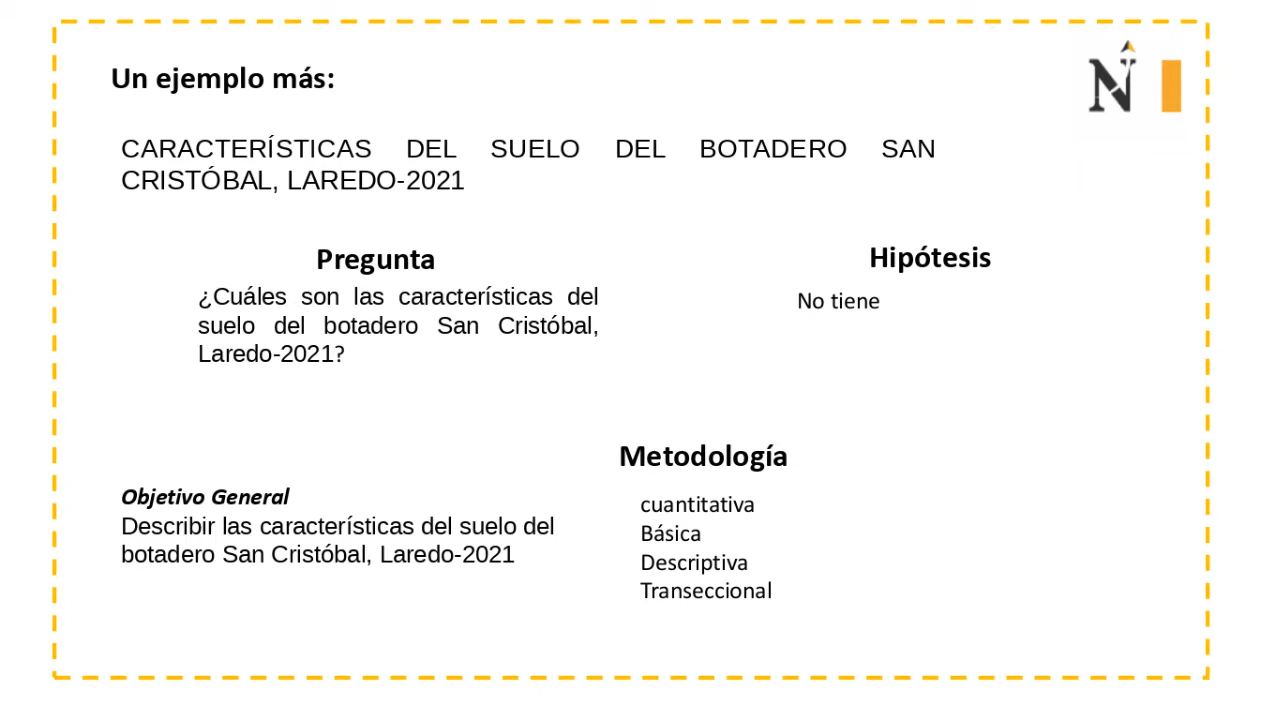 Un ejemplo más:
N
CARACTERÍSTICAS DEL SUELO DEL BOTADERO SAN
CRISTÓBAL, LAREDO-2021
Pregunta
¿Cuáles son las características del
suelo del botadero San Cristóbal,
Laredo-2021?
Hipótesis
No tiene
Objetivo General
Describir las características del suelo del
botadero San Cristóbal, Laredo-2021
Metodología
cuantitativa
Básica
Descriptiva
Transeccional